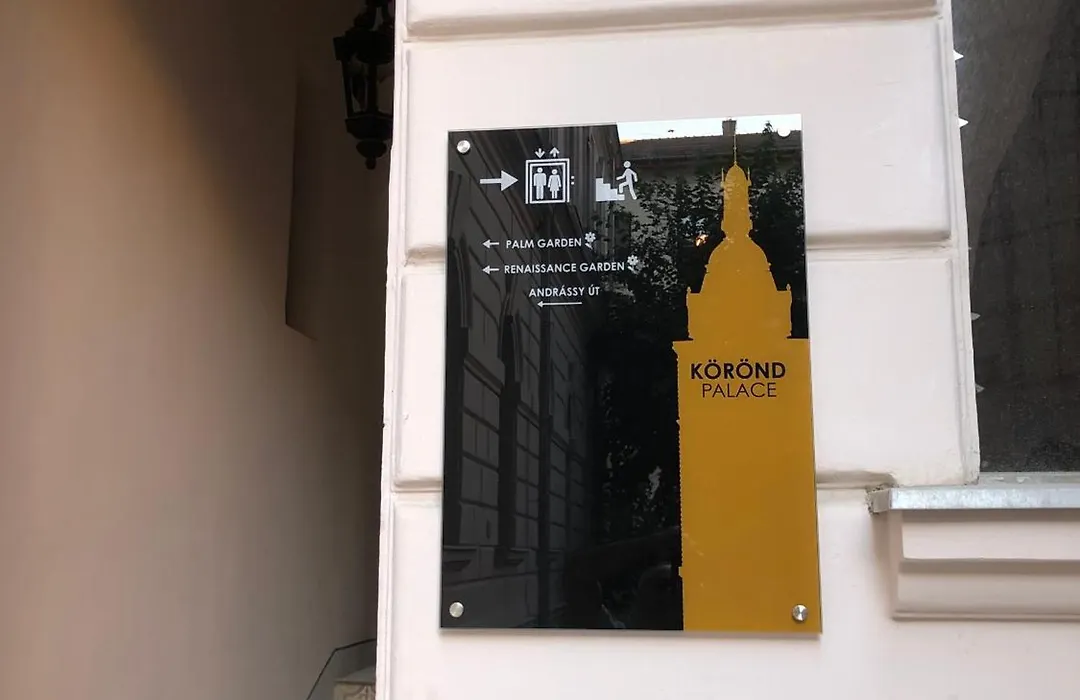 PALM GARDEN
RENAISSANCE GARDEN
ANDRÁSSY ÚT
KÖRÖND
PALACE